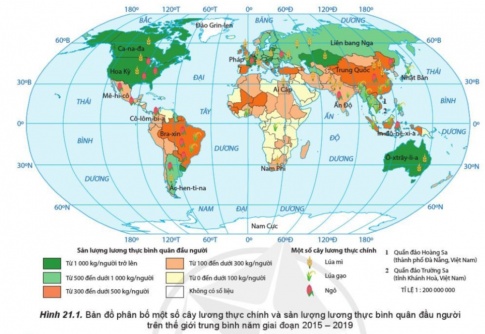 BẮC
BĂNG
DƯƠNG
Đảo Grin-len
60°B
60°B
Ca-na-đa
Liên bang Nga
Pháp
Hoa Kỳ
ĐẠI
Trung Quốc
Nhật Bản
30°B
30°B
THÁI
Mê-hi-cô
TÂY
Ai Cập
Ấn Độ
THÁI
Cô-lôm-bi-a
0°
0°
BÌNH
Bra-xin
ẤN
In-đô-nê-xi-a
BÌNH
DƯƠNG
ĐỘ
Ô-xtrây-li-a
30°N
30°N
DƯƠNG
Nam Phi
DƯƠNG
DƯƠNG
Ác-hen-ti-na
NAM
ĐẠI
DƯƠNG
60°N
60°N
Nam Cực
Sản lượng lương thực bình quân đầu người
Một số cây lương thực chính
Từ 1 000 kg/người trở lên
Từ 100 đến dưới 300 kg/người
Lúa mì
1 Quần đảo Hoàng Sa
(thành phố Đà Nẵng, Việt Nam)
Từ 500 đến dưới 1 000 kg/người
Từ 0 đến dưới 100 kg/người
Lúa gạo
2 Quần đảo Trường Sa
(tỉnh Khánh Hoà, Việt Nam)
Từ 300 đến dưới 500 kg/người
Không có số liệu
Ngô
TỈ LỆ 1 : 200 000 000
Hình 21.1. Bản đồ phân bố một số cây lương thực chính và sản lượng lương thực bình quân đầu người
trên thế giới trung bình năm giai đoạn 2015 – 2019